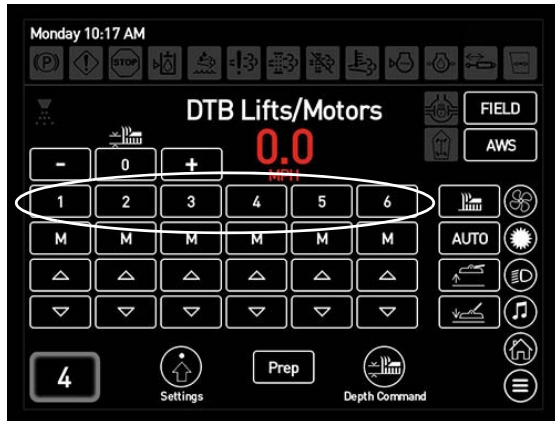 Monday 10:17 AM
(P) ! STOP
DTB Lifts/Motors
FIELD
0.0
MPH
AWS
- 0 +
1 2 3 4 5 6
M M M M M M AUTO
4
Settings
Prep
Depth Command